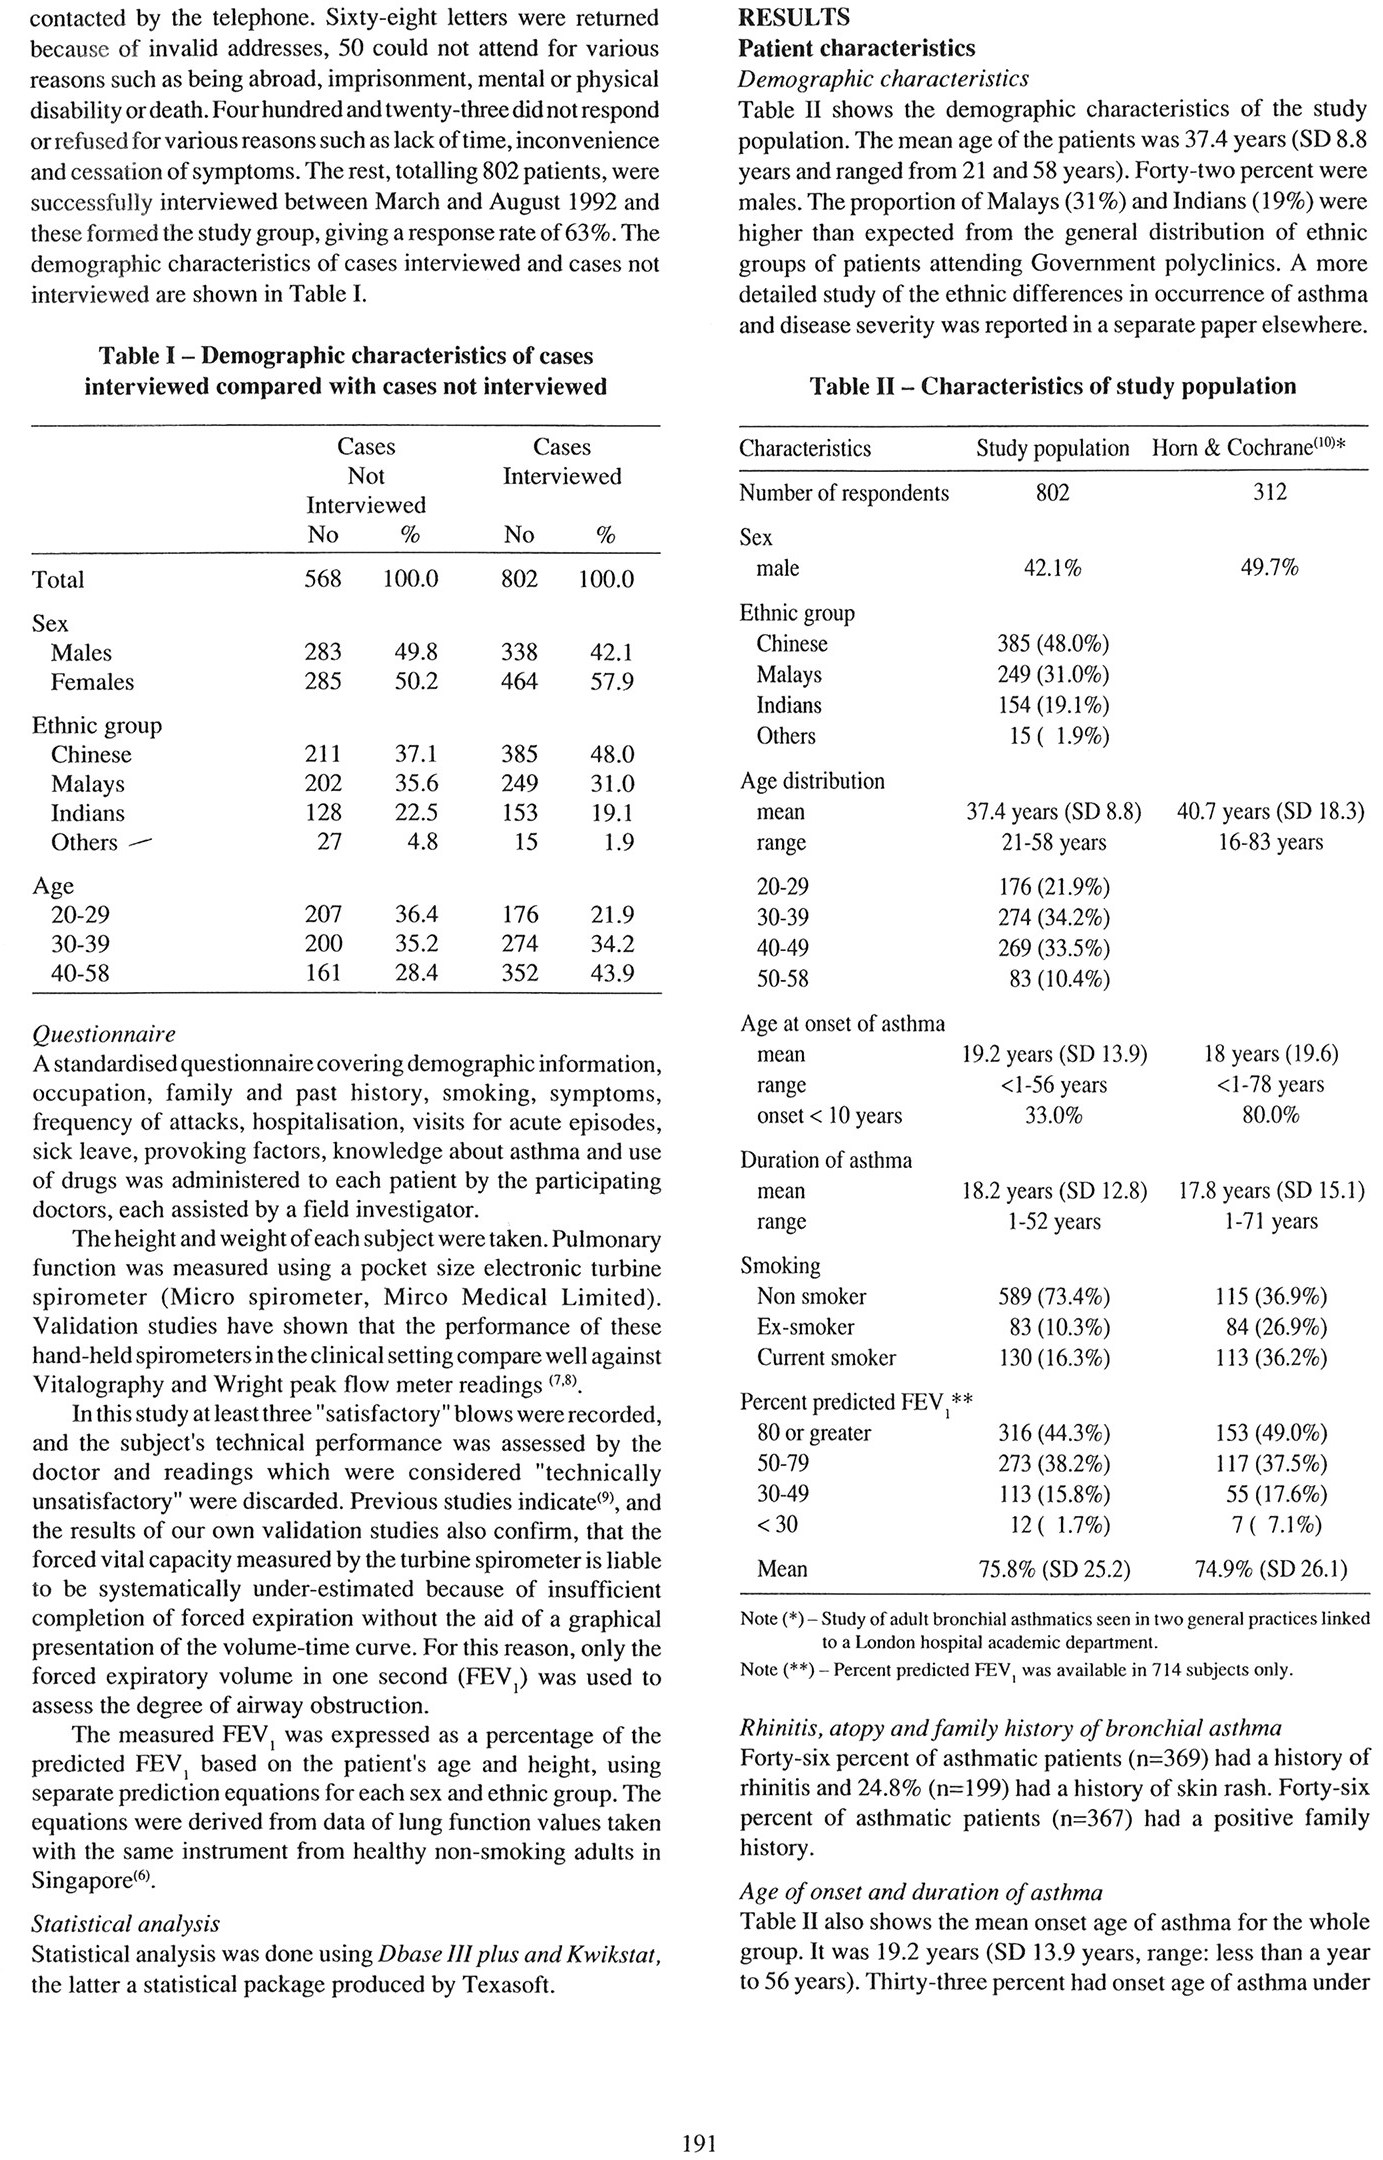 contacted by the telephone. Sixty-eight letters were returned
because of invalid addresses, 50 could not attend for various
reasons such as being abroad, imprisonment, mental or physical
disability or death. Four hundred and twenty-three did not respond
or refused for various reasons such as lack of time, inconvenience
and cessation of symptoms. The rest, totalling 802 patients, were
successfully interviewed between March and August 1992 and
these formed the study group, giving a response rate of 63%. The
demographic characteristics of cases interviewed and cases not
interviewed are shown in Table I.
Table I – Demographic characteristics of cases
interviewed compared with cases not interviewed
Cases Cases
Not Interviewed
Interviewed
No % No %
Total 568 100.0 802 100.0
Sex
Males 283 49.8 338 42.1
Females 285 50.2 464 57.9
Ethnic group
Chinese 211 37.1 385 48.0
Malays 202 35.6 249 31.0
Indians 128 22.5 153 19.1
Others — 27 4.8 15 1.9
Age
20-29 207 36.4 176 21.9
30-39 200 35.2 274 34.2
40-58 161 28.4 352 43.9
Questionnaire
A standardised questionnaire covering demographic information,
occupation, family and past history, smoking, symptoms,
frequency of attacks, hospitalisation, visits for acute episodes,
sick leave, provoking factors, knowledge about asthma and use
of drugs was administered to each patient by the participating
doctors, each assisted by a field investigator.
The height and weight of each subject were taken. Pulmonary
function was measured using a pocket size electronic turbine
spirometer (Micro spirometer, Mirco Medical Limited).
Validation studies have shown that the performance of these
hand-held spirometers in the clinical setting compare well against
Vitalography and Wright peak flow meter readings (7,8).
In this study at least three "satisfactory" blows were recorded,
and the subject's technical performance was assessed by the
doctor and readings which were considered "technically
unsatisfactory" were discarded. Previous studies indicate(9), and
the results of our own validation studies also confirm, that the
forced vital capacity measured by the turbine spirometer is liable
to be systematically under-estimated because of insufficient
completion of forced expiration without the aid of a graphical
presentation of the volume-time curve. For this reason, only the
forced expiratory volume in one second (FEV1) was used to
assess the degree of airway obstruction.
The measured FEV1 was expressed as a percentage of the
predicted FEV1 based on the patient's age and height, using
separate prediction equations for each sex and ethnic group. The
equations were derived from data of lung function values taken
with the same instrument from healthy non-smoking adults in
Singapore(6).
Statistical analysis
Statistical analysis was done using Dbase III plus and Kwikstat,
the latter a statistical package produced by Texasoft.
RESULTS
Patient characteristics
Demographic characteristics
Table II shows the demographic characteristics of the study
population. The mean age of the patients was 37.4 years (SD 8.8
years and ranged from 21 and 58 years). Forty-two percent were
males. The proportion of Malays (31%) and Indians (19%) were
higher than expected from the general distribution of ethnic
groups of patients attending Government polyclinics. A more
detailed study of the ethnic differences in occurrence of asthma
and disease severity was reported in a separate paper elsewhere.
Table II – Characteristics of study population
Characteristics Study population Horn & Cochrane(10)*
Number of respondents 802 312
Sex
male 42.1% 49.7%
Ethnic group
Chinese 385 (48.0%)
Malays 249 (31.0%)
Indians 154 (19.1%)
Others 15 ( 1.9%)
Age distribution
mean 37.4 years (SD 8.8) 40.7 years (SD 18.3)
range 21-58 years 16-83 years
20-29 176 (21.9%)
30-39 274 (34.2%)
40-49 269 (33.5%)
50-58 83 (10.4%)
Age at onset of asthma
mean 19.2 years (SD 13.9) 18 years (19.6)
range <1-56 years <1-78 years
onset < 10 years 33.0% 80.0%
Duration of asthma
mean 18.2 years (SD 12.8) 17.8 years (SD 15.1)
range 1-52 years 1-71 years
Smoking
Non smoker 589 (73.4%) 115 (36.9%)
Ex-smoker 83 (10.3%) 84 (26.9%)
Current smoker 130 (16.3%) 113 (36.2%)
Percent predicted FEV1**
80 or greater 316 (44.3%) 153 (49.0%)
50-79 273 (38.2%) 117 (37.5%)
30-49 113 (15.8%) 55 (17.6%)
< 30 12 ( 1.7%) 7 ( 7.1%)
Mean 75.8% (SD 25.2) 74.9% (SD 26.1)
Note (*) – Study of adult bronchial asthmatics seen in two general practices linked
to a London hospital academic department.
Note (**) – Percent predicted FEV1 was available in 714 subjects only.
Rhinitis, atopy and family history of bronchial asthma
Forty-six percent of asthmatic patients (n=369) had a history of
rhinitis and 24.8% (n=199) had a history of skin rash. Forty-six
percent of asthmatic patients (n=367) had a positive family
history.
Age of onset and duration of asthma
Table II also shows the mean onset age of asthma for the whole
group. It was 19.2 years (SD 13.9 years, range: less than a year
to 56 years). Thirty-three percent had onset age of asthma under
191